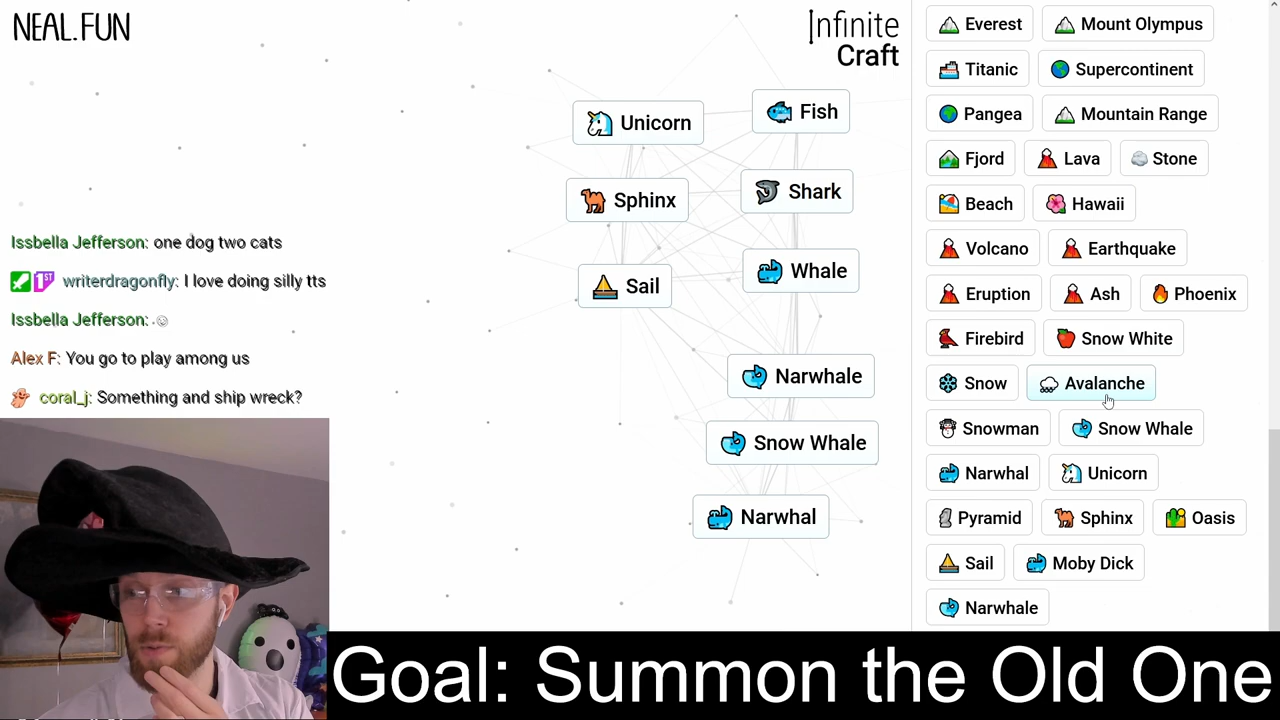 NEAL.FUN
Infinite
Craft
Unicorn
Fish
Sphinx
Shark
Sail
Whale
Narwhale
Snow Whale
Narwhal
Issbella Jefferson: one dog two cats
1ST writerdragonfly: I love doing silly tts
Issbella Jefferson:
Alex F: You go to play among us
coral_j: Something and ship wreck?
Everest Mount Olympus
Titanic Supercontinent
Pangea Mountain Range
Fjord Lava Stone
Beach Hawaii
Volcano Earthquake
Eruption Ash Phoenix
Firebird Snow White
Snow Avalanche
Snowman Snow Whale
Narwhal Unicorn
Pyramid Sphinx Oasis
Sail Moby Dick
Narwhale
Goal: Summon the Old One